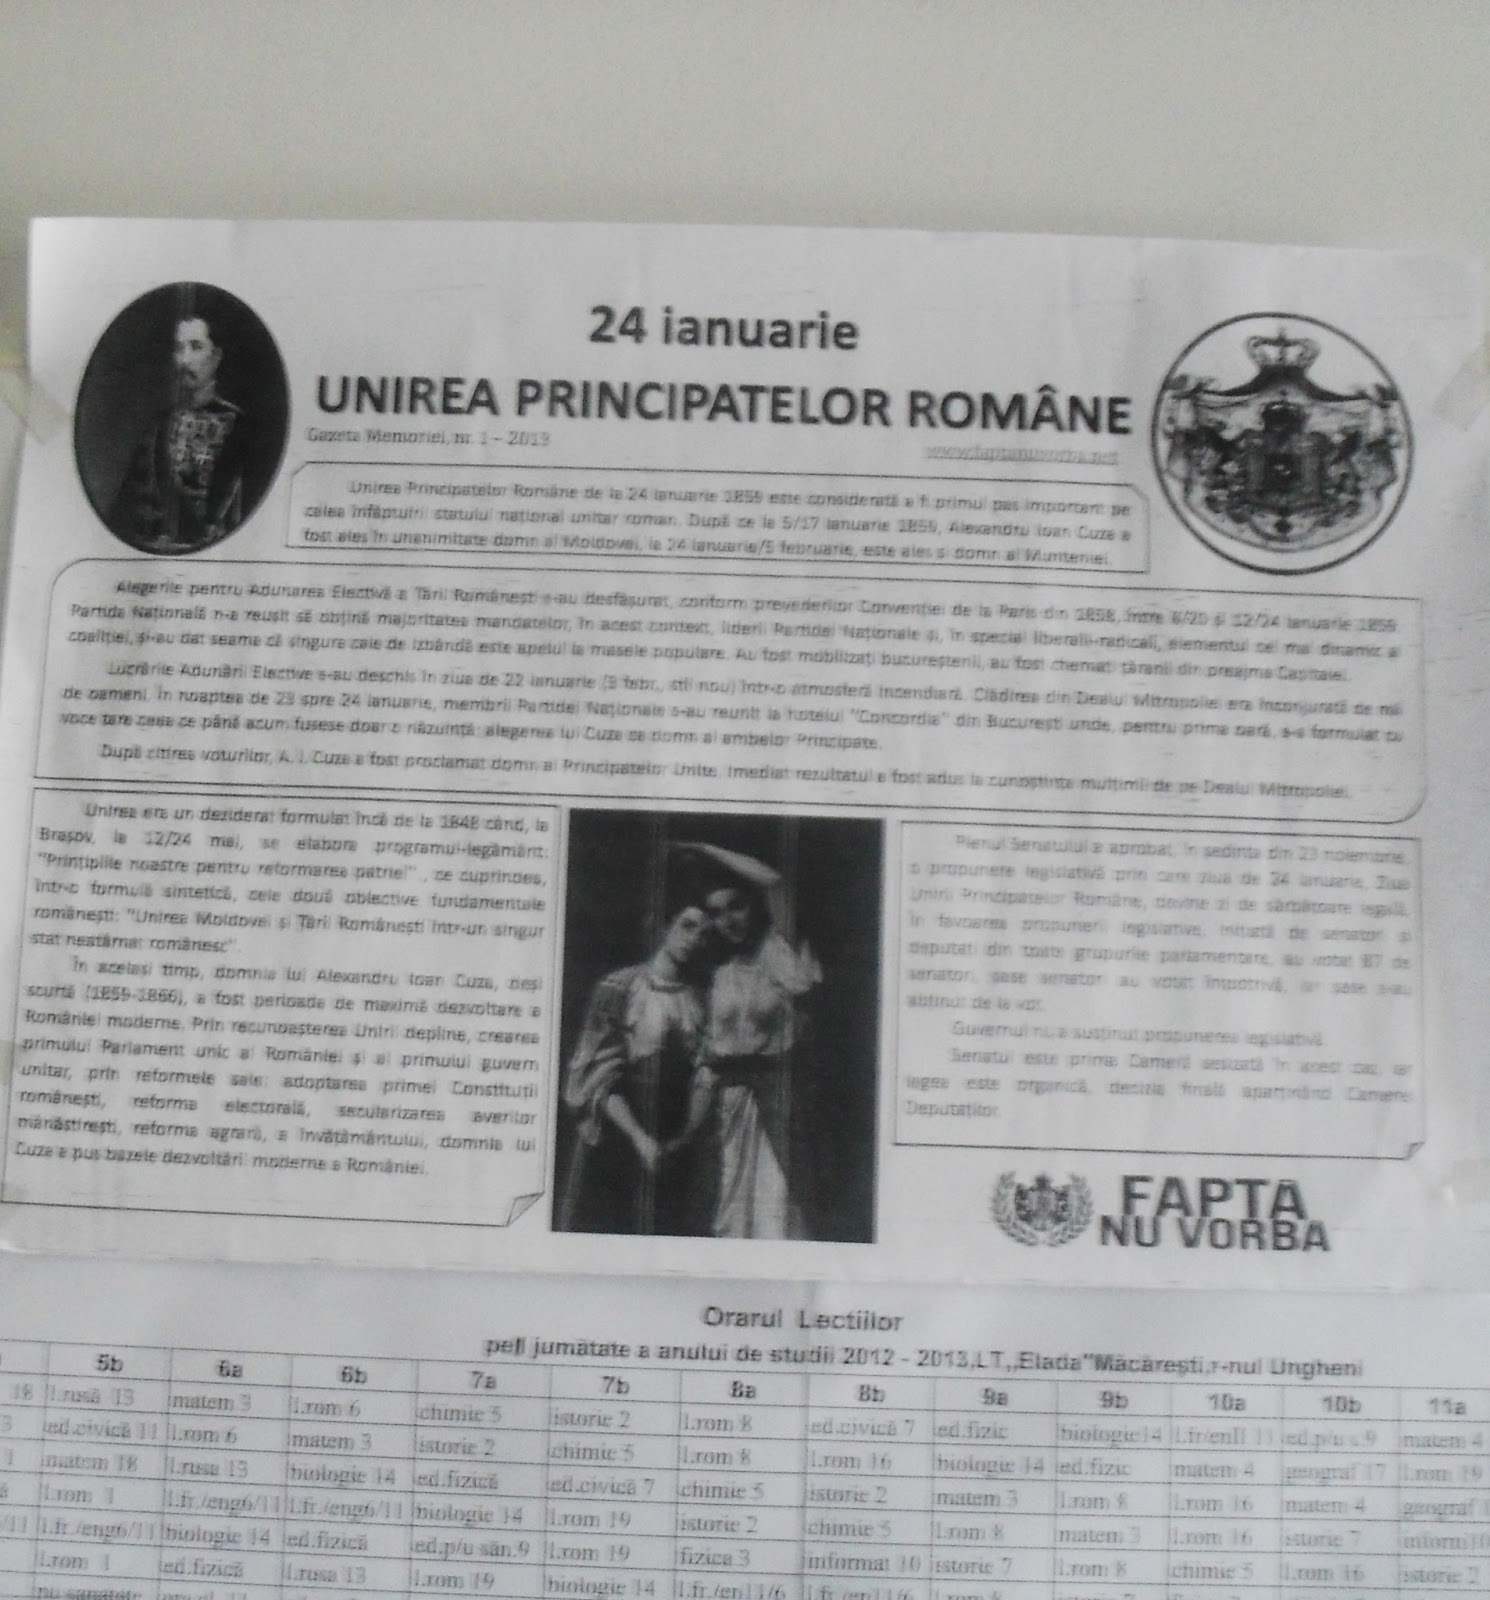 24 ianuarie
UNIREA PRINCIPATELOR ROMÂNE
Gazeta Memoriei, nr. 1 – 2013
www.faptanuvorba.net
Unirea Principatelor Române de la 24 ianuarie 1859 este considerată a fi primul pas important pe
calea înfăptuirii statului național unitar roman. După ce la 5/17 ianuarie 1859, Alexandru Ioan Cuza a
fost ales în unanimitate domn al Moldovei, la 24 ianuarie/5 februarie, este ales și domn al Munteniei.
Alegerile pentru Adunarea Electivă a Țării Românești s-au desfășurat, conform prevederilor Convenției de la Paris din 1858, între 8/20 și 12/24 ianuarie 1859.
Partida Națională n-a reușit să obțină majoritatea mandatelor, în acest context, liderii Partidei Naționale și, în special liberalii-radicali, elementul cel mai dinamic a
coaliției, și-au dat seama că singura cale de izbândă este apelul la masele populare. Au fost mobilizați bucureștenii, au fost chemați țăranii din preajma Capitalei.
Lucrările Adunării Elective s-au deschis în ziua de 22 ianuarie (3 febr., stil nou) într-o atmosferă incendiară. Clădirea din Dealul Mitropoliei era înconjurată de mii
de oameni. În noaptea de 23 spre 24 ianuarie, membrii Partidei Naționale s-au reunit la hotelul "Concordia" din București unde, pentru prima oară, s-a formulat cu
voce tare ceea ce până acum fusese doar o năzuință: alegerea lui Cuza ca domn al ambelor Principate.
După citirea voturilor, A. I. Cuza a fost proclamat domn al Principatelor Unite. Imediat rezultatul a fost adus la cunoștința mulțimii de pe Dealul Mitropoliei.
Unirea era un deziderat formulat încă de la 1848 când, la
Brașov, la 12/24 mai, se elabora programul-legământ:
"Prințipiile noastre pentru reformarea patriei" , ce cuprindea,
într-o formulă sintetică, cele două obiective fundamentale
românești: "Unirea Moldovei și Țării Românești într-un singur
stat neatârnat românesc".
În același timp, domnia lui Alexandru Ioan Cuza, deși
scurtă (1859-1866), a fost perioada de maximă dezvoltare a
României moderne. Prin recunoașterea Unirii depline, crearea
primului Parlament unic al României și al primului guvern
unitar, prin reformele sale: adoptarea primei Constituții
românești, reforma electorală, secularizarea averilor
mănăstirești, reforma agrară, a învățământului, domnia lui
Cuza a pus bazele dezvoltării moderne a României.
Plenul Senatului a aprobat, în ședința din 23 noiembrie,
o propunere legislativă prin care ziua de 24 ianuarie, Ziua
Unirii Principatelor Române, devine zi de sărbătoare legală.
În favoarea propunerii legislative, inițiată de senatori și
deputați din toate grupurile parlamentare, au votat 87 de
senatori, șase senatori au votat împotrivă, iar șase s-au
abținut de la vot.
Guvernul nu a susținut propunerea legislativă.
Senatul este prima Cameră sesizată în acest caz, iar
legea este organică, decizia finală aparținând Camerei
Deputaților.
FAPTA
NU VORBA
Orarul Lectiilor
peII jumătate a anului de studii 2012 - 2013,LT,,Elada"Măcărești,r-nul Ungheni
5b 6a 6b 7a 7b 8a 8b 9a 9b 10a 10b 11a
18 l.rusă 13 matem 3 l.rom 6 chimie 5 istorie 2 l.rom 8 ed.civică 7 ed.fizic biologie14 l.fr/enII 11 ed.p/u s.9 matem 4
3 ed.civică 11 l.rom 6 matem 3 istorie 2 chimie 5 l.rom 8 l.rom 16 biologie 14 ed.fizic matem 4 geograf 17 l.rom 19
1 matem 18 l.rusa 13 biologie 14 ed.fizică ed.civică 7 chimie 5 istorie 2 matem 3 l.rom 8 l.rom 16 matem 4 geograf
l.rom 1 l.fr./eng6/11 l.fr./eng6/11 biologie 14 l.rom 19 istorie 2 chimie 5 l.rom 8 matem 3 l.rom 16 istorie 7 inform10
/11 l.fr./eng6/11 biologie 14 ed.fizică ed.p/u săn.9 l.rom 19 fizica 3 informat 10 istorie 7 l.rom 8 chimie 5 l.rom 16 istorie 2
l.rom 1 ed.fizică l.rusa 13 l.rom 19 biologie 14 l.fr./en11/6 l.fr./en11/6